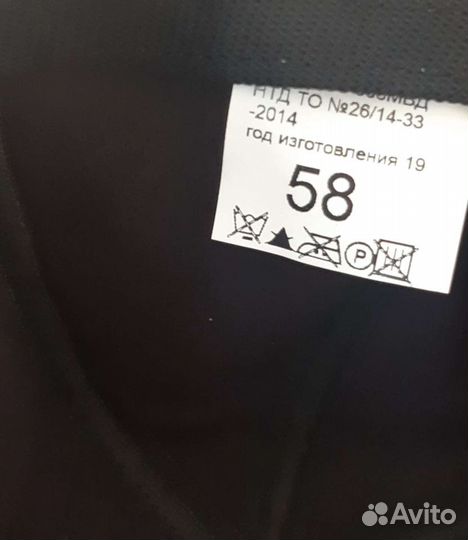 НТД ТО №26/14-33
-2014
год изготовления 19
58
P
Avito